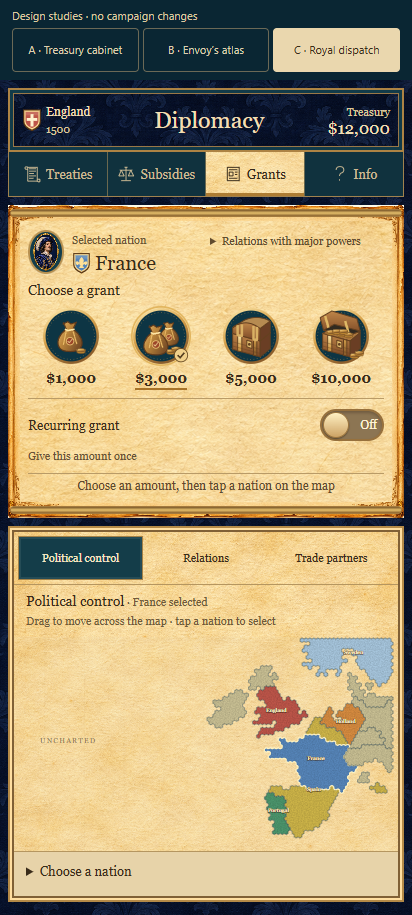 Design studies · no campaign changes
A · Treasury cabinet
B · Envoy's atlas
C · Royal dispatch
England
1500
Diplomacy
Treasury
$12,000
Treaties
Subsidies
Grants
? Info
Selected nation
France
▶ Relations with major powers
Choose a grant
$1,000
$3,000
$5,000
$10,000
Recurring grant
Off
Give this amount once
Choose an amount, then tap a nation on the map
Political control
Relations
Trade partners
Political control · France selected
Drag to move across the map · tap a nation to select
England
Holland
France
Spain
Portugal
UNCHARTED
▶ Choose a nation